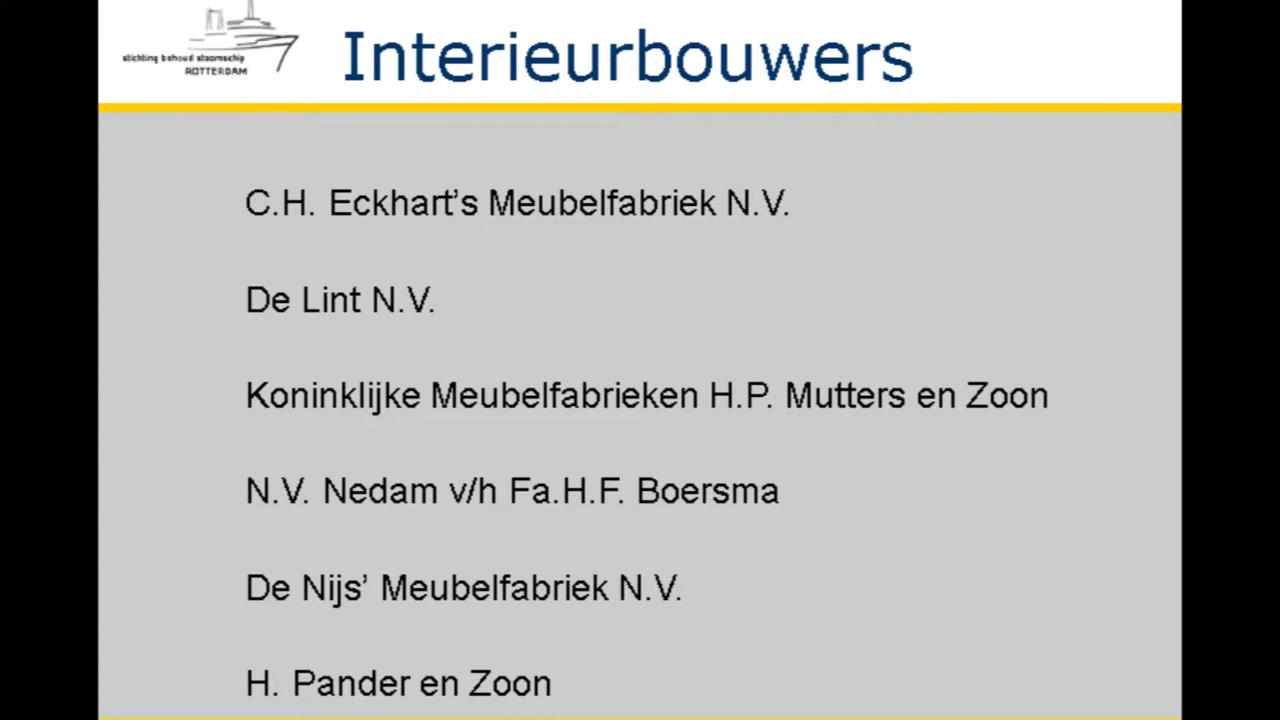 stichting behoud stoomschip
ROTTERDAM
Interieurbouwers
C.H. Eckhart’s Meubelfabriek N.V.
De Lint N.V.
Koninklijke Meubelfabrieken H.P. Mutters en Zoon
N.V. Nedam v/h Fa.H.F. Boersma
De Nijs’ Meubelfabriek N.V.
H. Pander en Zoon